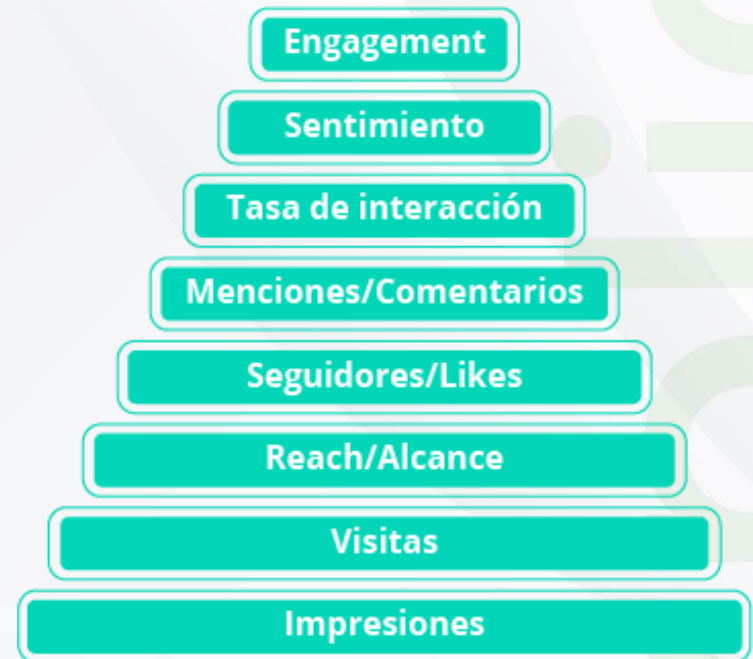 Engagement
Sentimiento
Tasa de interacción
Menciones/Comentarios
Seguidores/Likes
Reach/Alcance
Visitas
Impresiones